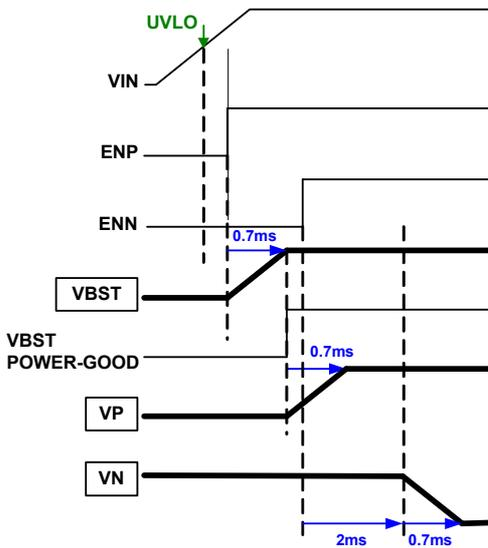 UVLO
VIN
ENP
ENN
0.7ms
VBST
VBST
POWER-GOOD
0.7ms
VP
VN
2ms
0.7ms